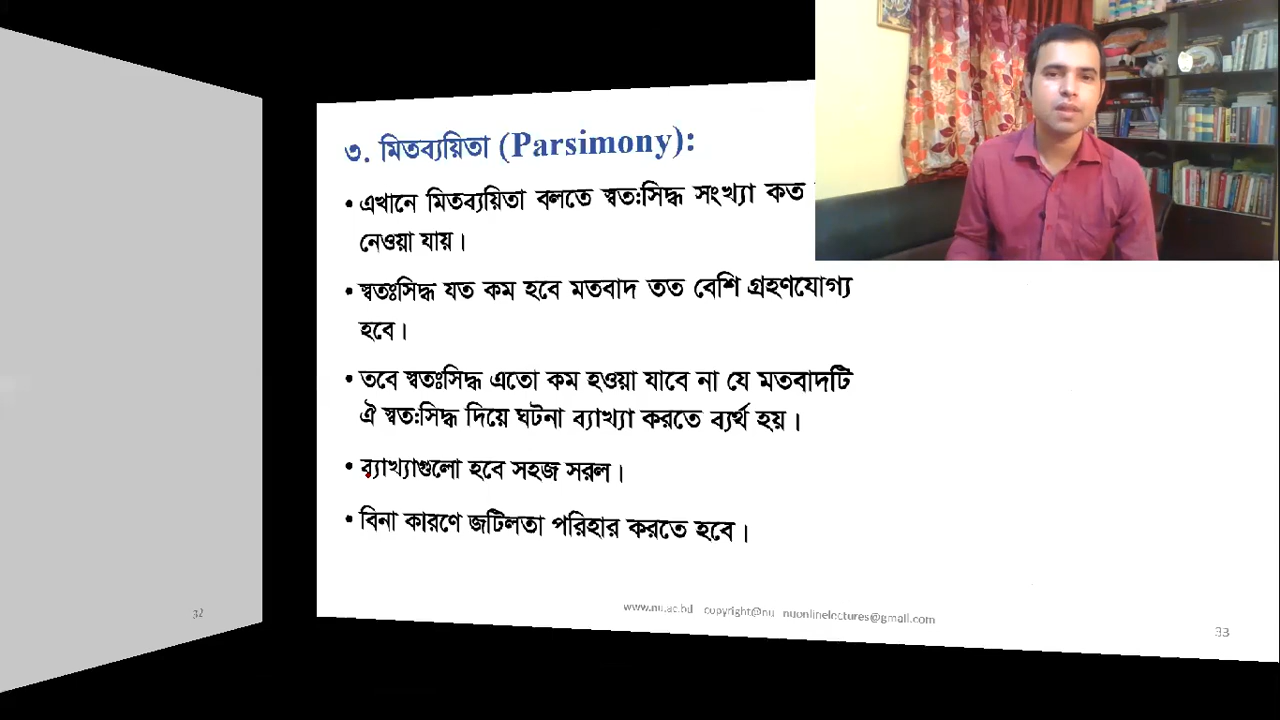 ৩. মিতব্যয়িতা (Parsimony):
• এখানে মিতব্যয়িতা বলতে স্বত:সিদ্ধ সংখ্যা কত
নেওয়া যায়।
• স্বতঃসিদ্ধ যত কম হবে মতবাদ তত বেশি গ্রহণযোগ্য
হবে।
• তবে স্বতঃসিদ্ধ এতো কম হওয়া যাবে না যে মতবাদটি
ঐ স্বত:সিদ্ধ দিয়ে ঘটনা ব্যাখ্যা করতে ব্যর্থ হয়।
• ব্যাখ্যাগুলো হবে সহজ সরল।
• বিনা কারণে জটিলতা পরিহার করতে হবে।
32
www.nu.ac.bd copyright@nu nuonlinelectures@gmail.com
33